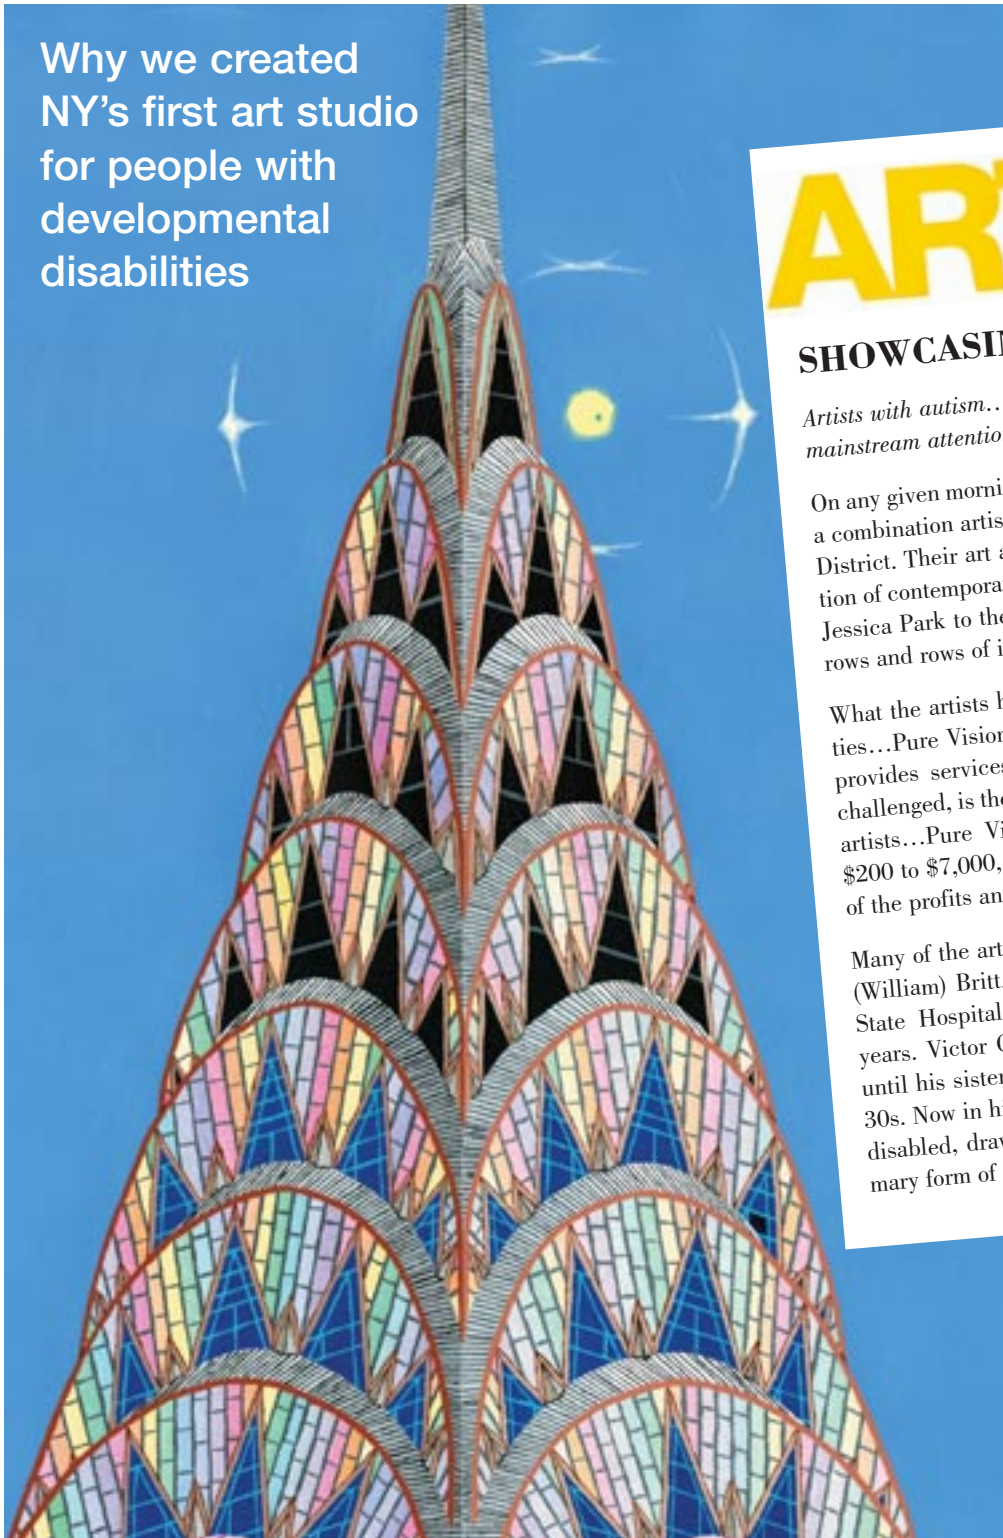 Why we created
NY’s first art studio
for people with
developmental
disabilities
AR
SHOWCASI
Artists with autism…
mainstream attentio
On any given morni
a combination artis
District. Their art a
tion of contempora
Jessica Park to the
rows and rows of i
What the artists h
ties…Pure Vision
provides services
challenged, is the
artists…Pure Vi
$200 to $7,000,
of the profits an
Many of the art
(William) Britt
State Hospital
years. Victor
until his sister
30s. Now in hi
disabled, draw
mary form of